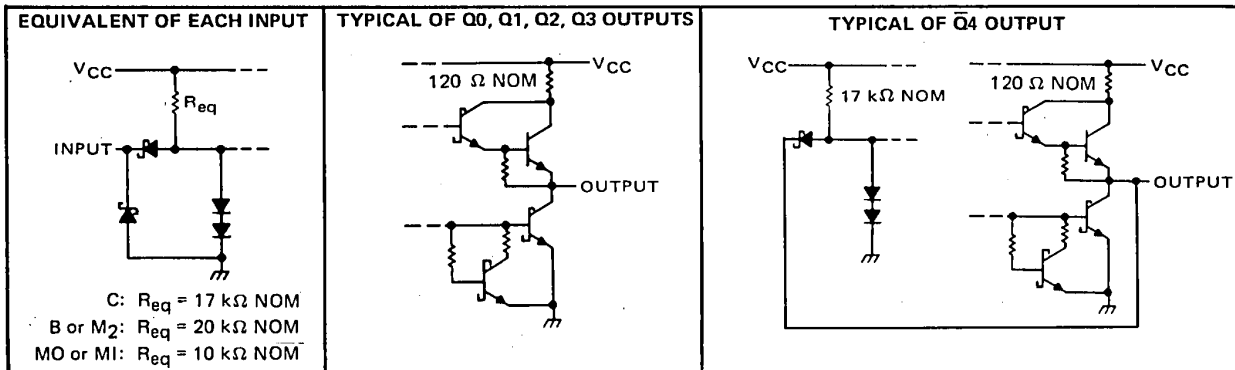 EQUIVALENT OF EACH INPUT
VCC
Req
INPUT
C: Req = 17 kΩ NOM
B or M2: Req = 20 kΩ NOM
MO or MI: Req = 10 kΩ NOM
TYPICAL OF Q0, Q1, Q2, Q3 OUTPUTS
VCC
120 Ω NOM
OUTPUT
TYPICAL OF Q̅4 OUTPUT
VCC
17 kΩ NOM
VCC
120 Ω NOM
OUTPUT